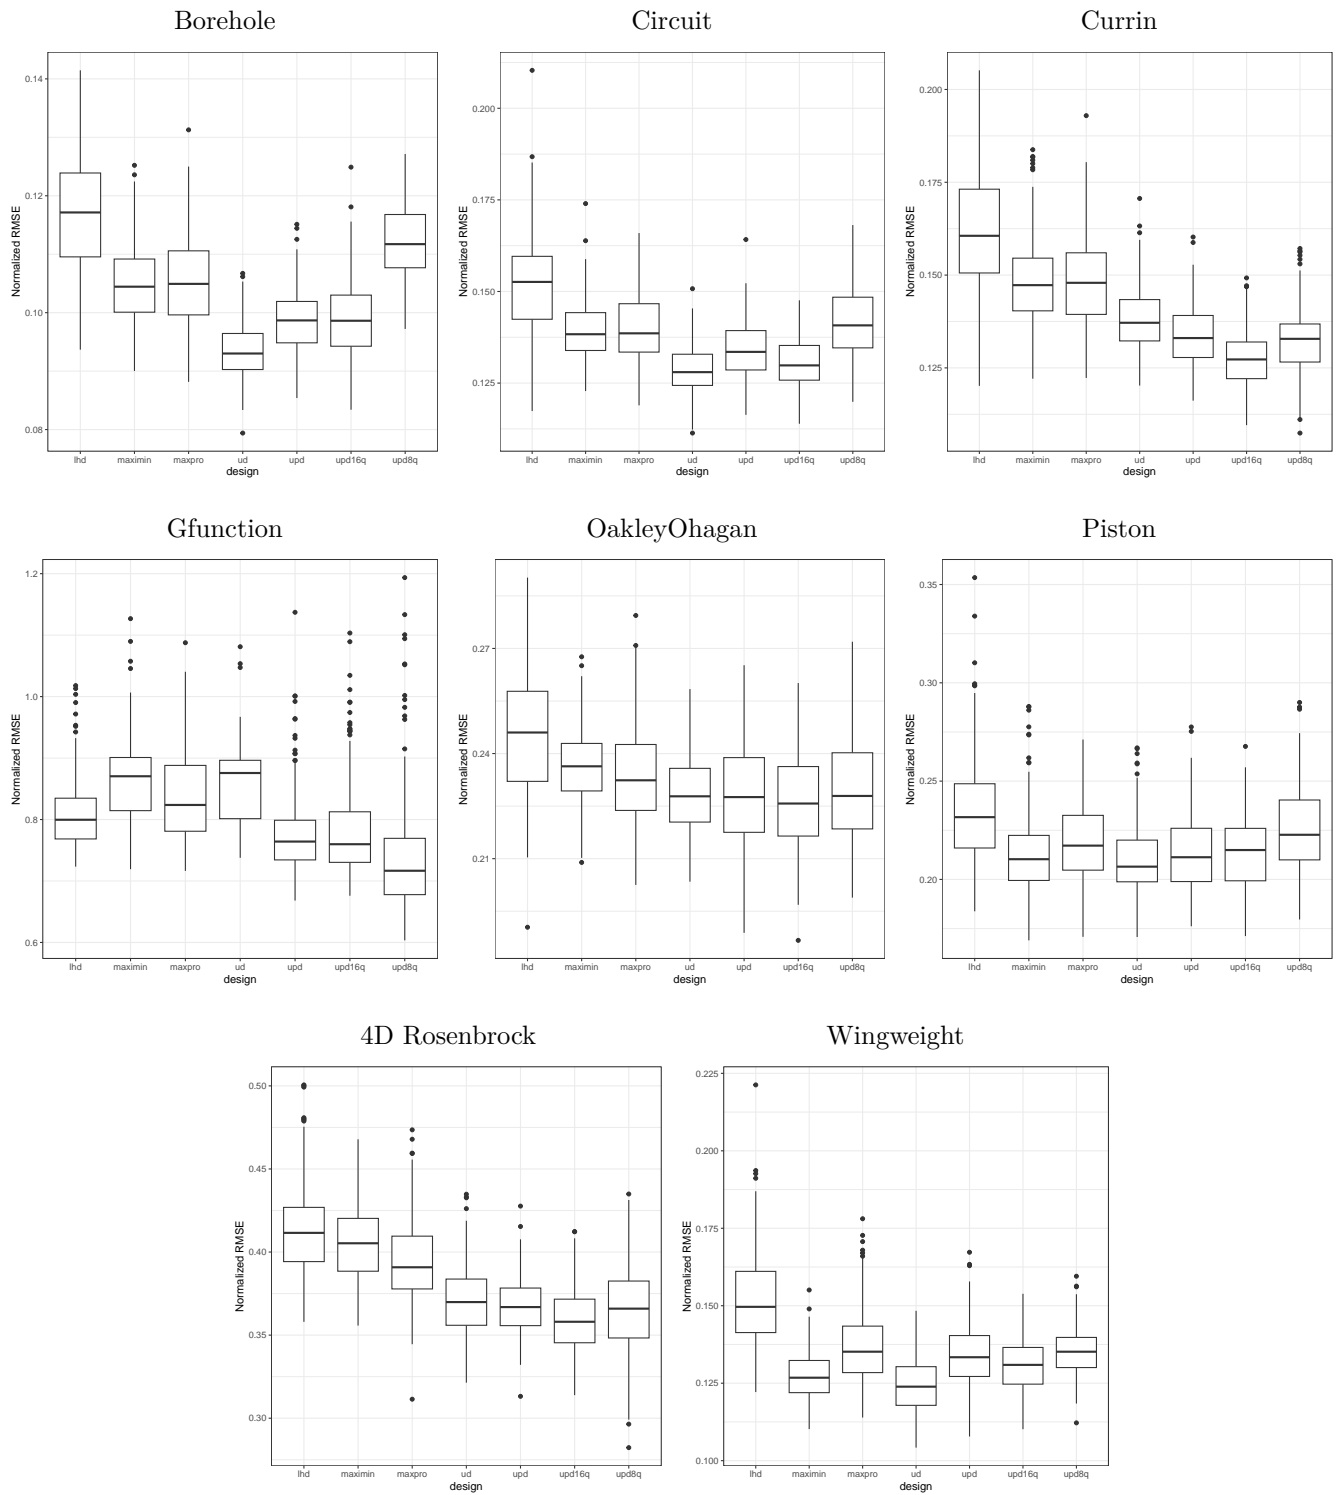 Borehole Circuit Currin
0.14
0.12
0.10
0.08
Normalized RMSE
lhd maximin maxpro ud upd upd16q upd8q
design
0.200
0.175
0.150
0.125
Normalized RMSE
lhd maximin maxpro ud upd upd16q upd8q
design
0.200
0.175
0.150
0.125
Normalized RMSE
lhd maximin maxpro ud upd upd16q upd8q
design
Gfunction OakleyOhagan Piston
1.2
1.0
0.8
0.6
Normalized RMSE
lhd maximin maxpro ud upd upd16q upd8q
design
0.27
0.24
0.21
Normalized RMSE
lhd maximin maxpro ud upd upd16q upd8q
design
0.35
0.30
0.25
0.20
Normalized RMSE
lhd maximin maxpro ud upd upd16q upd8q
design
4D Rosenbrock Wingweight
0.50
0.45
0.40
0.35
0.30
Normalized RMSE
lhd maximin maxpro ud upd upd16q upd8q
design
0.225
0.200
0.175
0.150
0.125
0.100
Normalized RMSE
lhd maximin maxpro ud upd upd16q upd8q
design